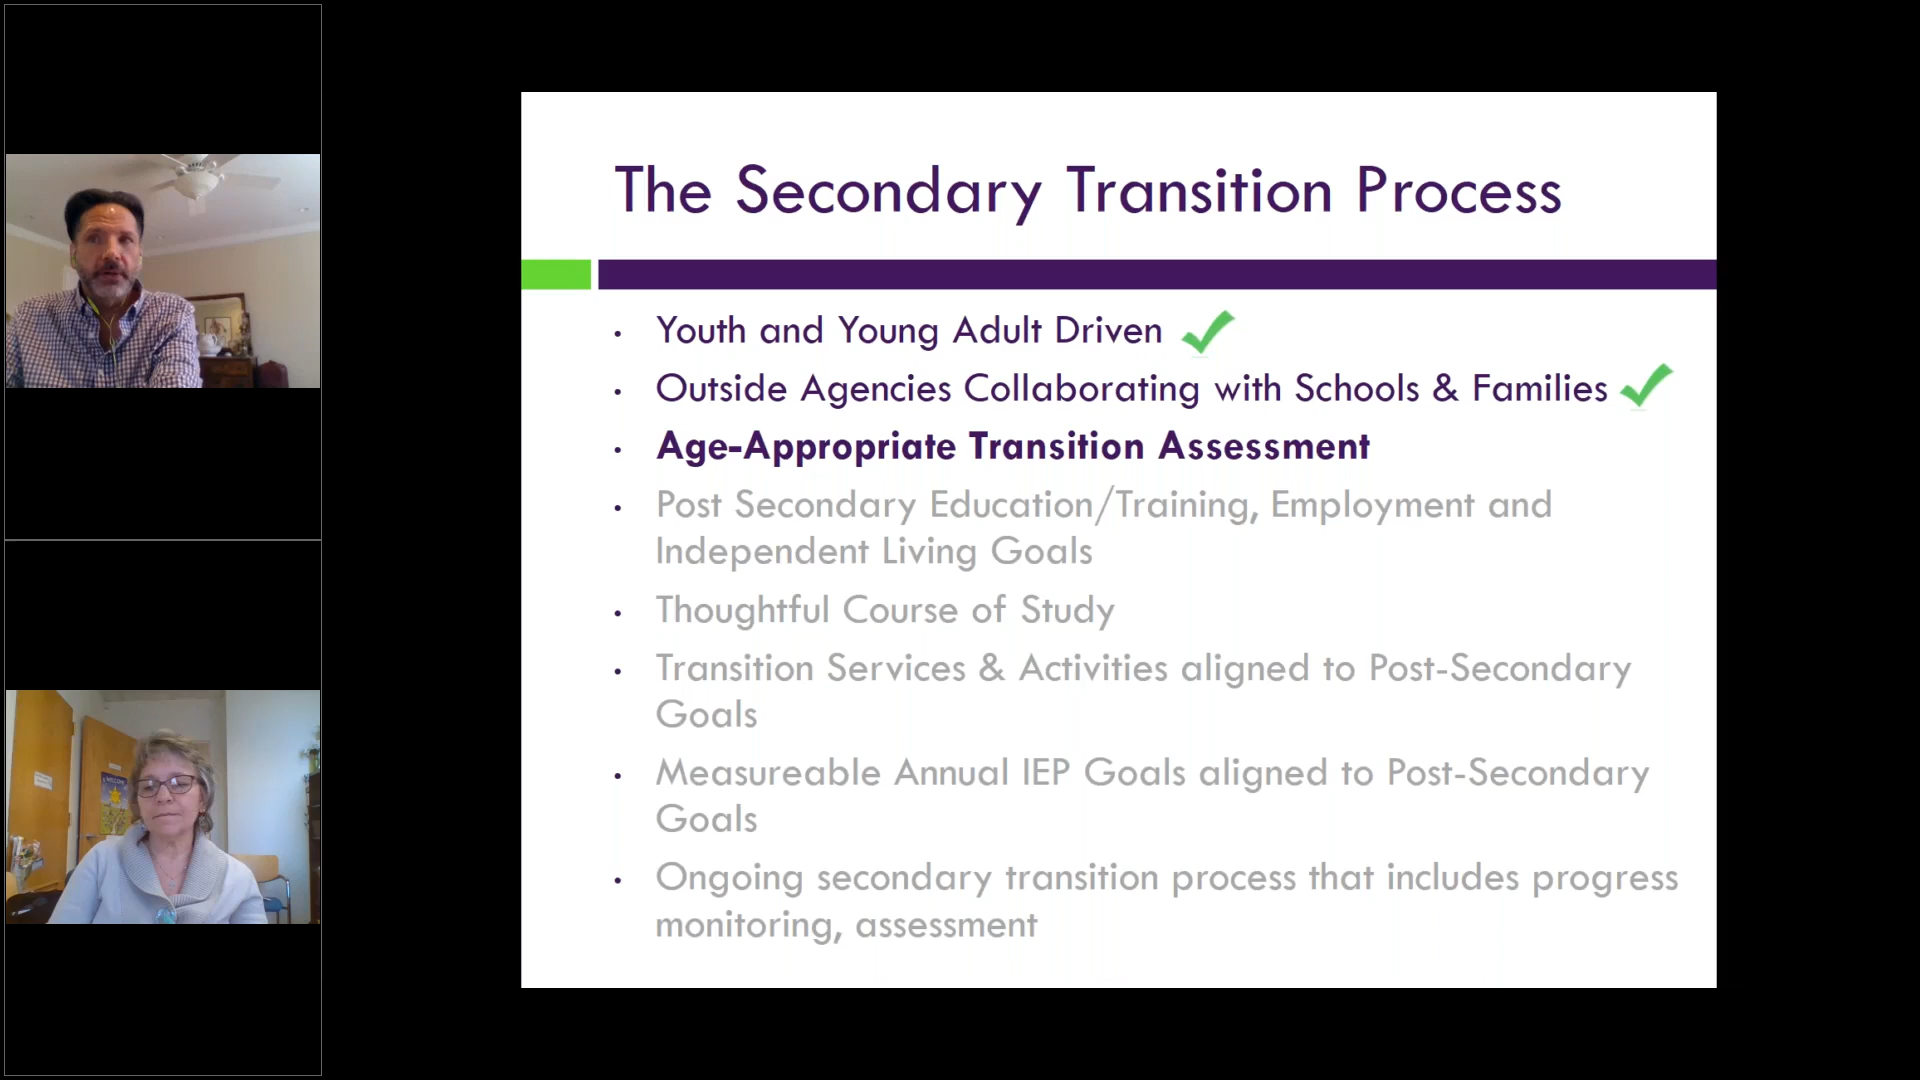 The Secondary Transition Process
• Youth and Young Adult Driven
• Outside Agencies Collaborating with Schools & Families
• Age-Appropriate Transition Assessment
• Post Secondary Education/Training, Employment and
Independent Living Goals
• Thoughtful Course of Study
• Transition Services & Activities aligned to Post-Secondary
Goals
• Measureable Annual IEP Goals aligned to Post-Secondary
Goals
• Ongoing secondary transition process that includes progress
monitoring, assessment